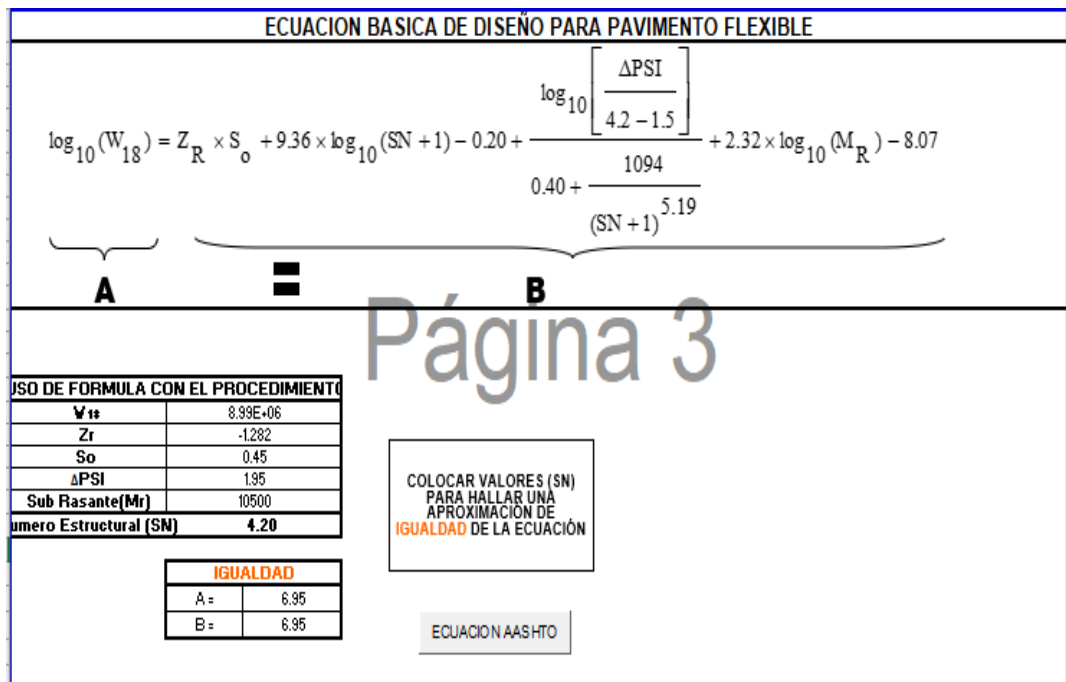 ECUACION BASICA DE DISEÑO PARA PAVIMENTO FLEXIBLE
log10(W18) = ZR × So + 9.36 × log10(SN + 1) − 0.20 + log10[ΔPSI / 4.2 − 1.5] / 0.40 + 1094 / (SN + 1)^5.19 + 2.32 × log10(MR) − 8.07
A = B
Página 3
USO DE FORMULA CON EL PROCEDIMIENTO
W18 8.99E+06
Zr -1.282
So 0.45
ΔPSI 1.95
Sub Rasante(Mr) 10500
umero Estructural (SN) 4.20
COLOCAR VALORES (SN)
PARA HALLAR UNA
APROXIMACIÓN DE
IGUALDAD DE LA ECUACIÓN
IGUALDAD
A = 6.95
B = 6.95
ECUACION AASHTO